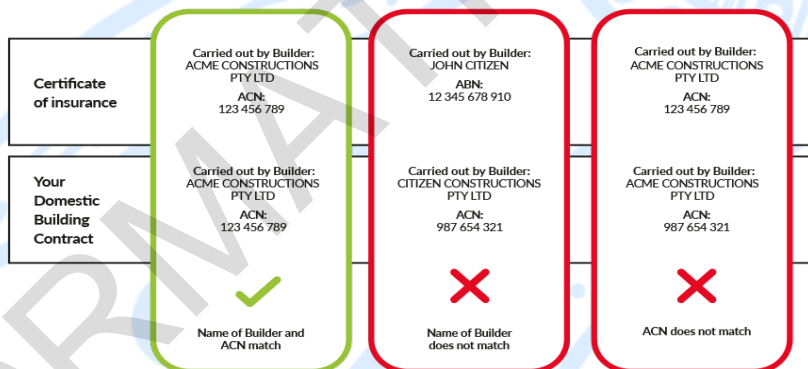 Certificate
of insurance
Carried out by Builder:
ACME CONSTRUCTIONS
PTY LTD
ACN:
123 456 789
Carried out by Builder:
JOHN CITIZEN
ABN:
12 345 678 910
Carried out by Builder:
ACME CONSTRUCTIONS
PTY LTD
ACN:
123 456 789
Your
Domestic
Building
Contract
Carried out by Builder:
ACME CONSTRUCTIONS
PTY LTD
ACN:
123 456 789
Carried out by Builder:
CITIZEN CONSTRUCTIONS
PTY LTD
ACN:
987 654 321
Carried out by Builder:
ACME CONSTRUCTIONS
PTY LTD
ACN:
987 654 321
Name of Builder and
ACN match
Name of Builder
does not match
ACN does not match
ORMAT